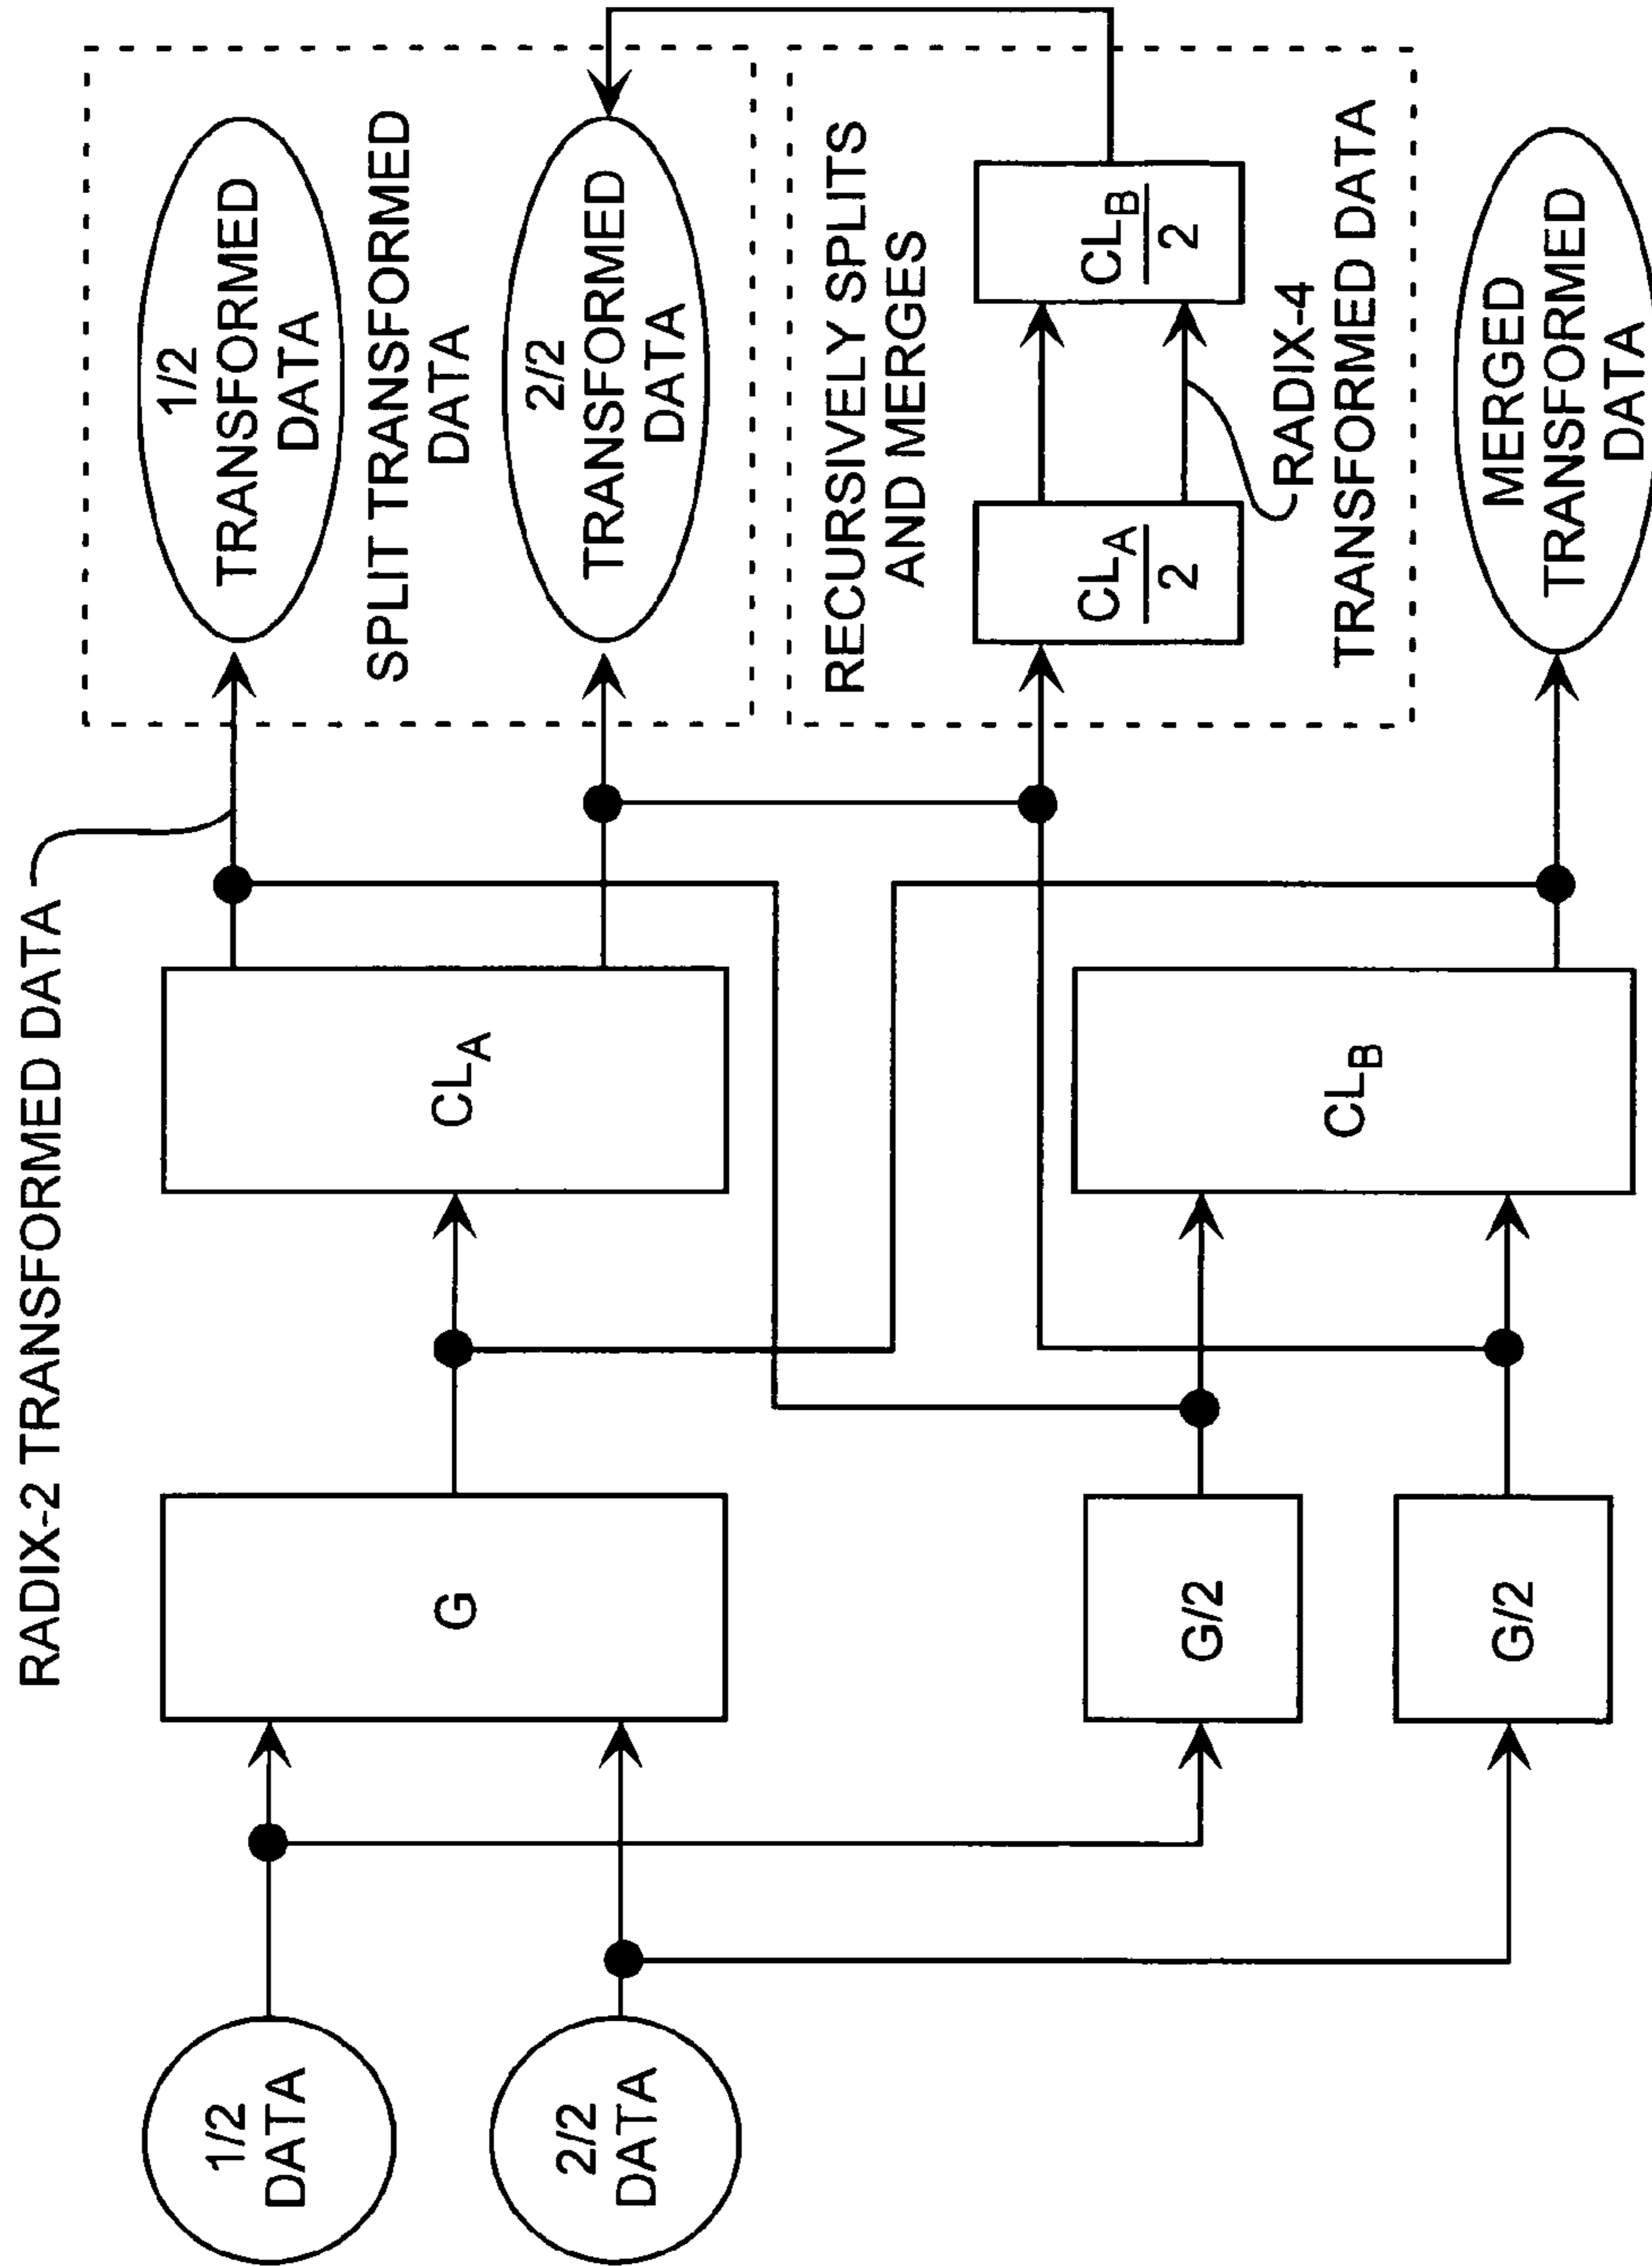 RADIX-2 TRANSFORMED DATA
1/2
DATA
2/2
DATA
G
G/2
G/2
CLA
CLB
1/2
TRANSFORMED
DATA
SPLIT TRANSFORMED
DATA
2/2
TRANSFORMED
DATA
RECURSIVELY SPLITS
AND MERGES
CLA
2
CLB
2
RADIX-4
TRANSFORMED DATA
MERGED
TRANSFORMED
DATA